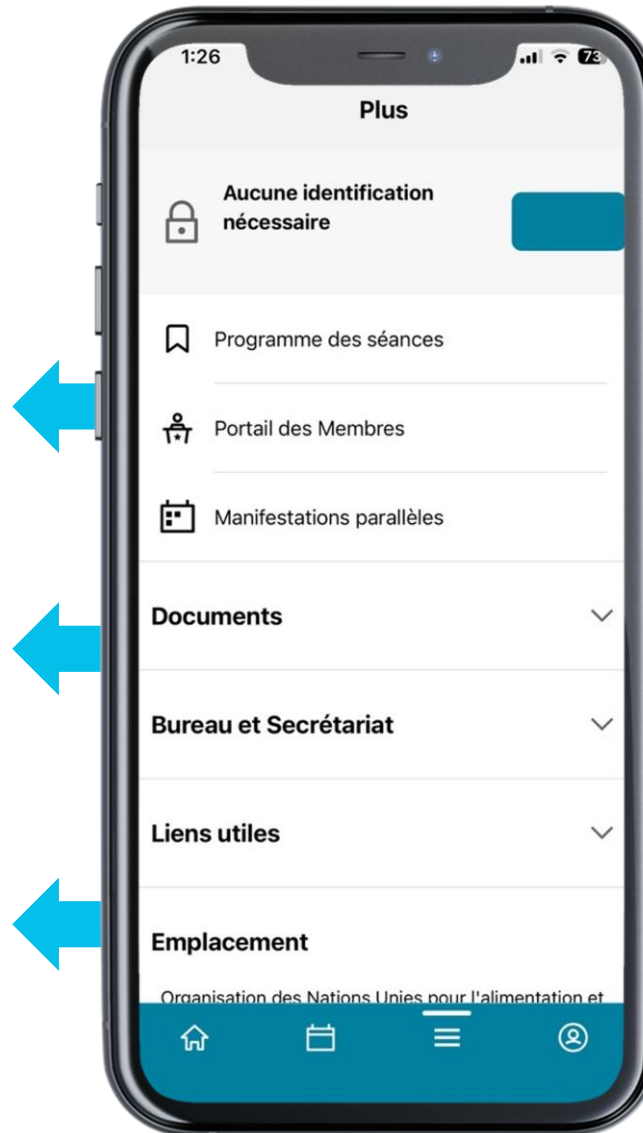 1:26
73
Plus
Aucune identification
nécessaire
Programme des séances
Portail des Membres
Manifestations parallèles
Documents
Bureau et Secrétariat
Liens utiles
Emplacement
Organisation des Nations Unies pour l'alimentation et